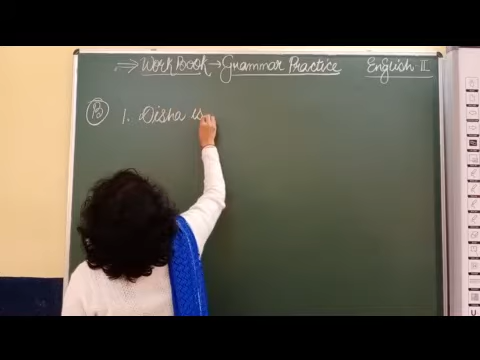 ⇒ Work Book → Grammar Practice English-II
B 1. Disha is